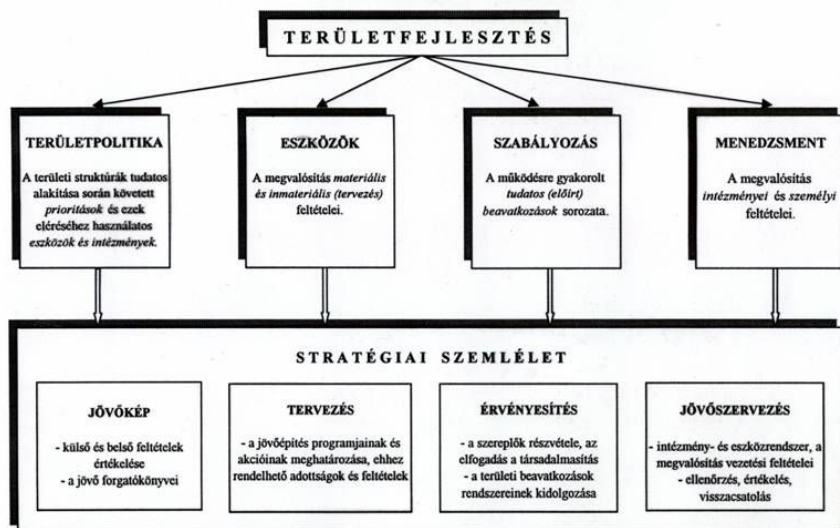 TERÜLETFEJLESZTÉS
TERÜLETPOLITIKA
A területi struktúrák tudatos
alakítása során követett
prioritások és ezek
eléréséhez használatos
eszközök és intézmények.
ESZKÖZÖK
A megvalósítás materiális
és inmateriális (tervezés)
feltételei.
SZABÁLYOZÁS
A működésre gyakorolt
tudatos (előírt)
beavatkozások sorozata.
MENEDZSMENT
A megvalósítás
intézményei és személyi
feltételei.
STRATÉGIAI SZEMLÉLET
JÖVŐKÉP
- külső és belső feltételek
értékelése
- a jövő forgatókönyvei
TERVEZÉS
- a jövőépítés programjainak és
akcióinak meghatározása, ehhez
rendelhető adottságok és feltételek
ÉRVÉNYESÍTÉS
- a szereplők részvétele, az
elfogadás a társadalmasítás
- a területi beavatkozások
rendszereinek kidolgozása
JÖVŐSZERVEZÉS
- intézmény- és eszközrendszer, a
megvalósítás vezetési feltételei
- ellenőrzés, értékelés,
visszacsatolás